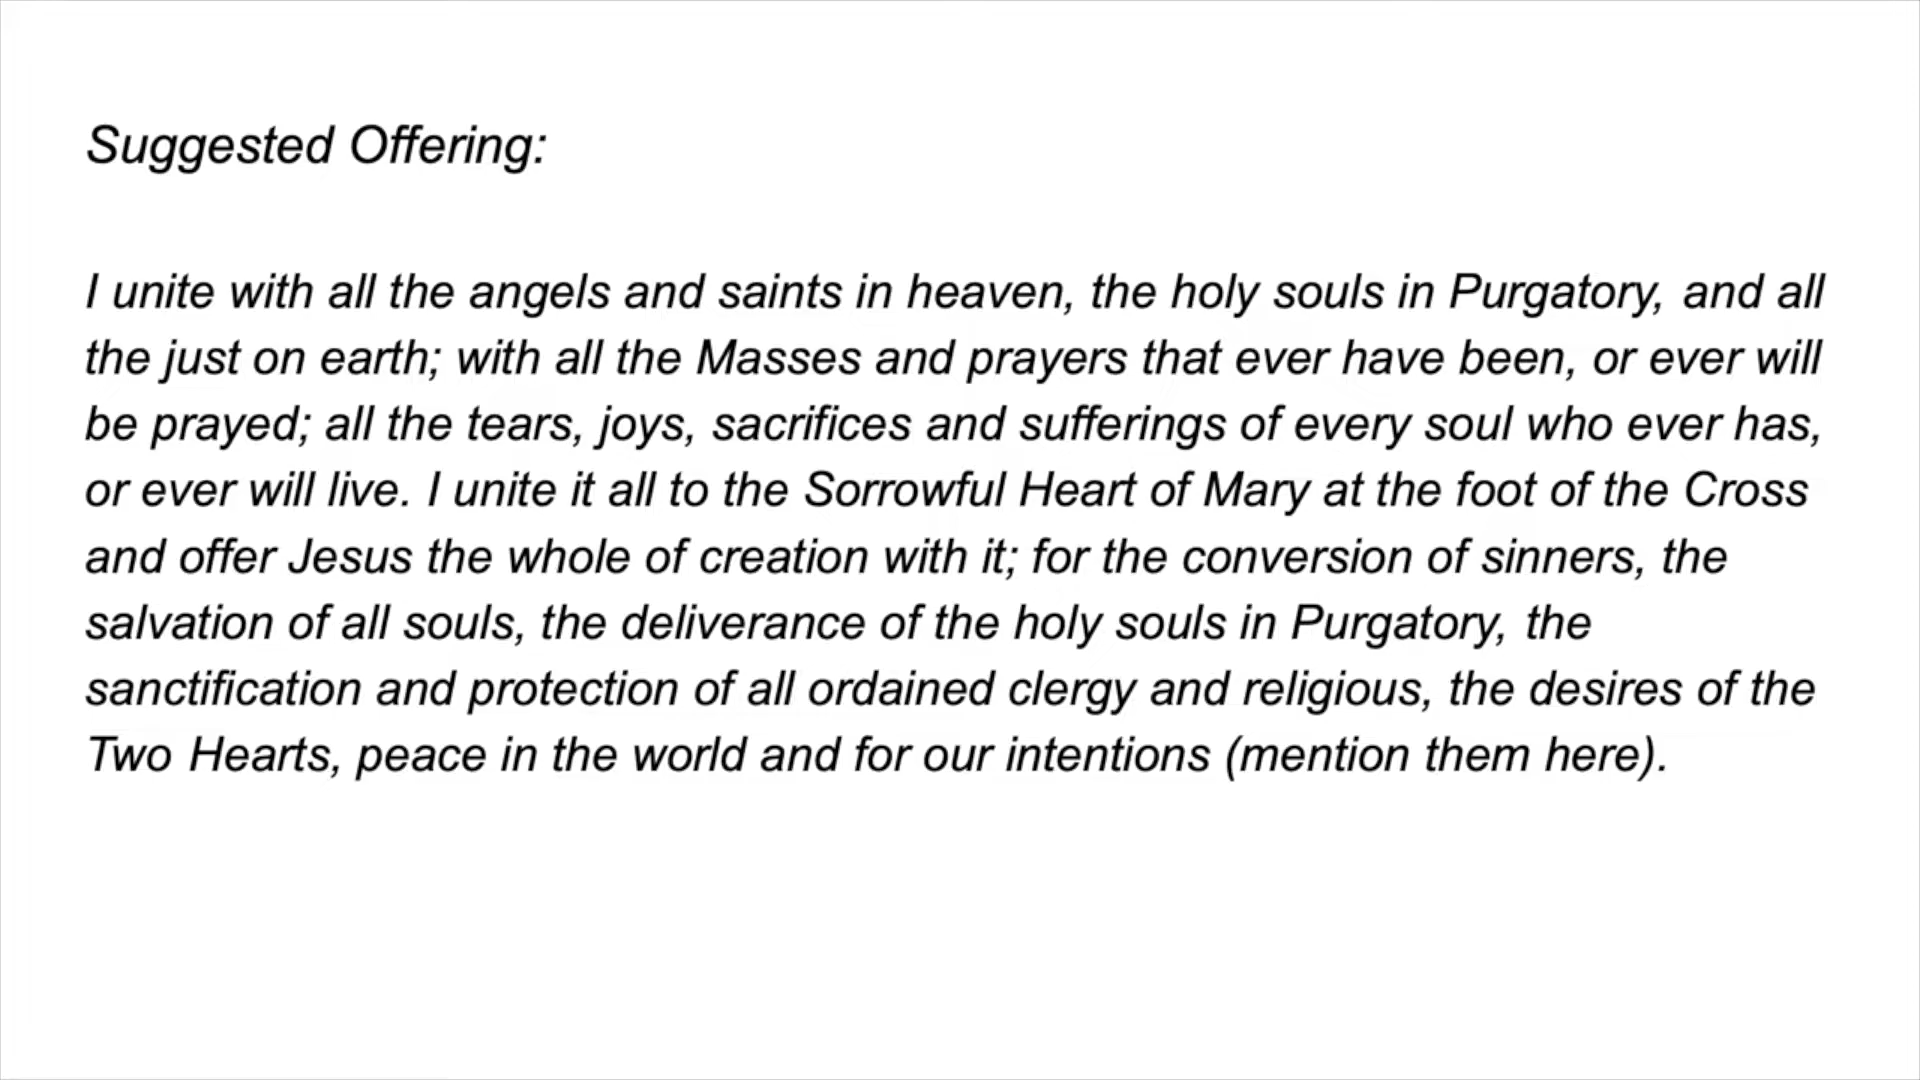 Suggested Offering:
I unite with all the angels and saints in heaven, the holy souls in Purgatory, and all
the just on earth; with all the Masses and prayers that ever have been, or ever will
be prayed; all the tears, joys, sacrifices and sufferings of every soul who ever has,
or ever will live. I unite it all to the Sorrowful Heart of Mary at the foot of the Cross
and offer Jesus the whole of creation with it; for the conversion of sinners, the
salvation of all souls, the deliverance of the holy souls in Purgatory, the
sanctification and protection of all ordained clergy and religious, the desires of the
Two Hearts, peace in the world and for our intentions (mention them here).